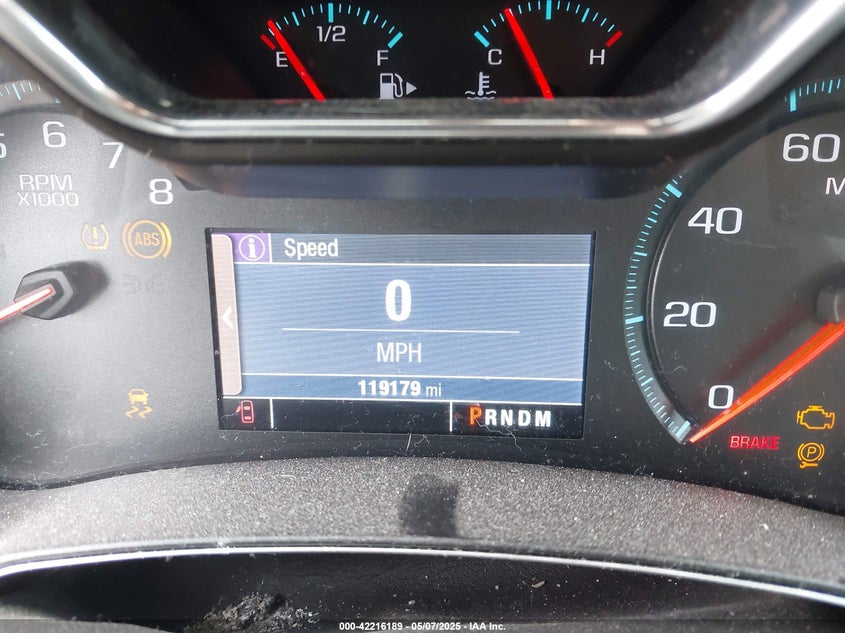 1/2
E F C H
5 6 7 8
RPM
X1000
ABS
i Speed
0
MPH
119179 mi
PRNDM
60
M
40
20
0
BRAKE
P
000-42216189 - 05/07/2025 - IAA Inc.